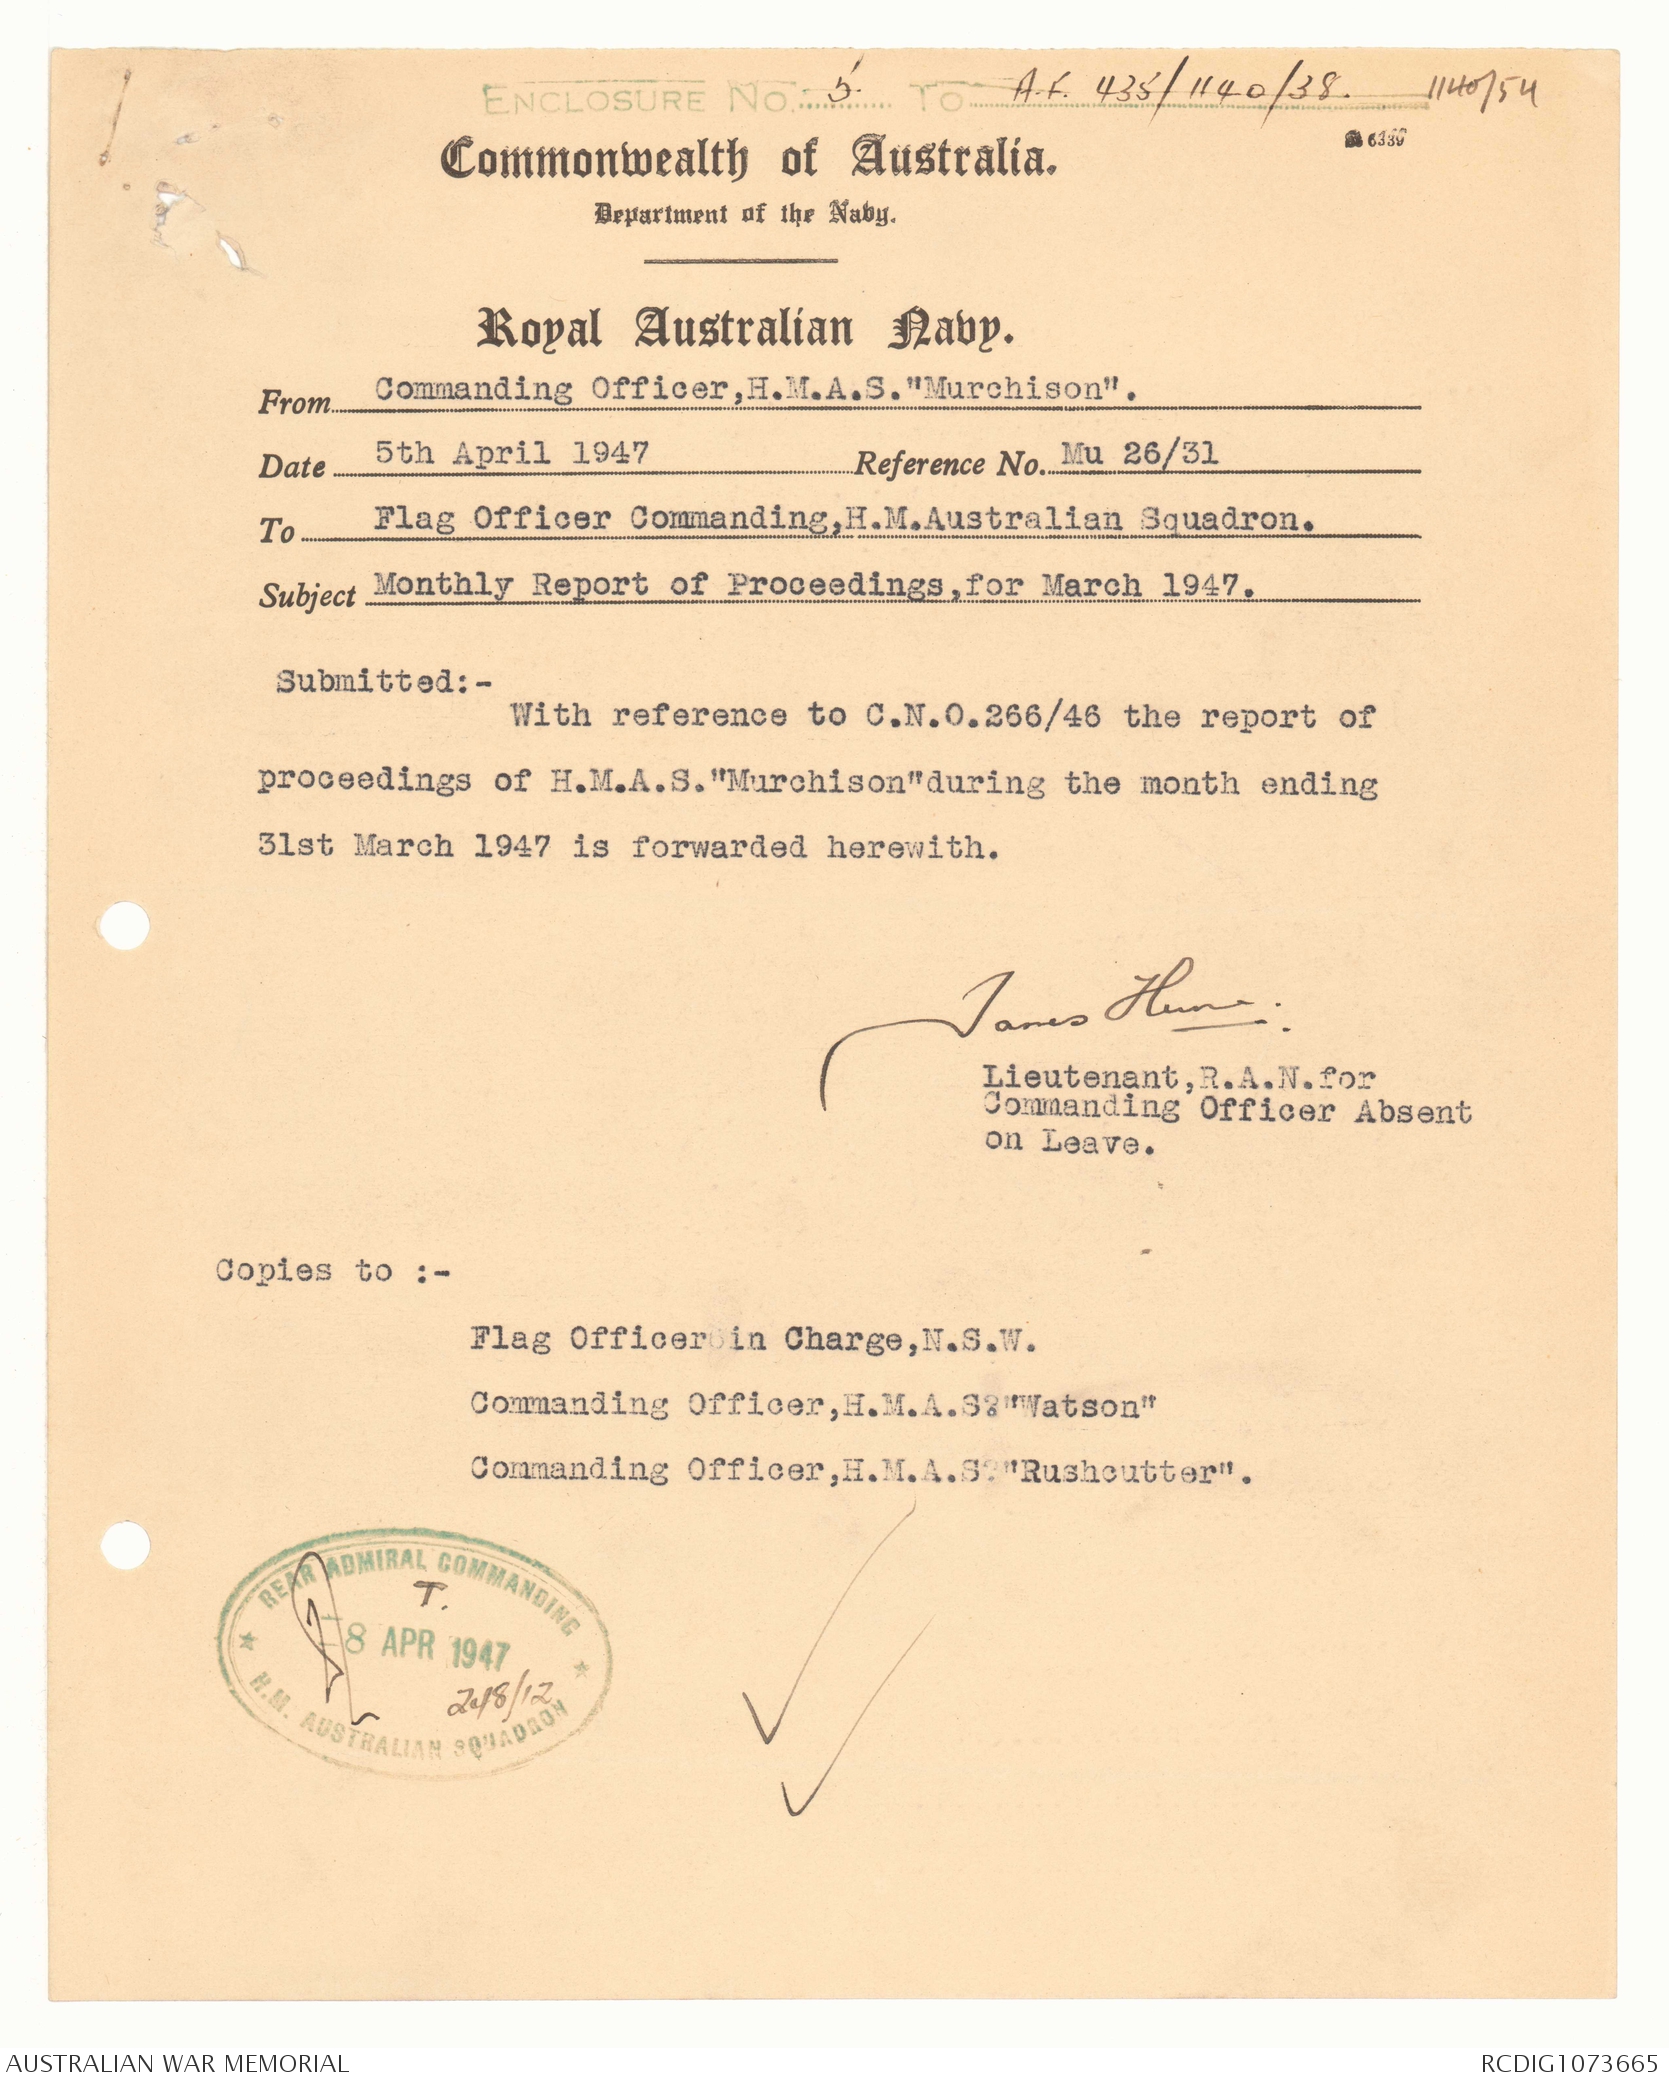 ENCLOSURE NO. 5. TO A.F. 435/1140/38. 1140/54
6339
Commonwealth of Australia.
Department of the Navy.
Royal Australian Navy.
From Commanding Officer,H.M.A.S."Murchison".
Date 5th April 1947 Reference No. Mu 26/31
To Flag Officer Commanding,H.M.Australian Squadron.
Subject Monthly Report of Proceedings,for March 1947.
Submitted:-
With reference to C.N.O.266/46 the report of
proceedings of H.M.A.S."Murchison"during the month ending
31st March 1947 is forwarded herewith.
James Hume.
Lieutenant,R.A.N.for
Commanding Officer Absent
on Leave.
Copies to :-
Flag Officer in Charge,N.S.W.
Commanding Officer,H.M.A.S?"Watson"
Commanding Officer,H.M.A.S?"Rushcutter".
REAR ADMIRAL COMMANDING
T.
8 APR 1947
H.M. AUSTRALIAN SQUADRON
AUSTRALIAN WAR MEMORIAL
RCDIG1073665